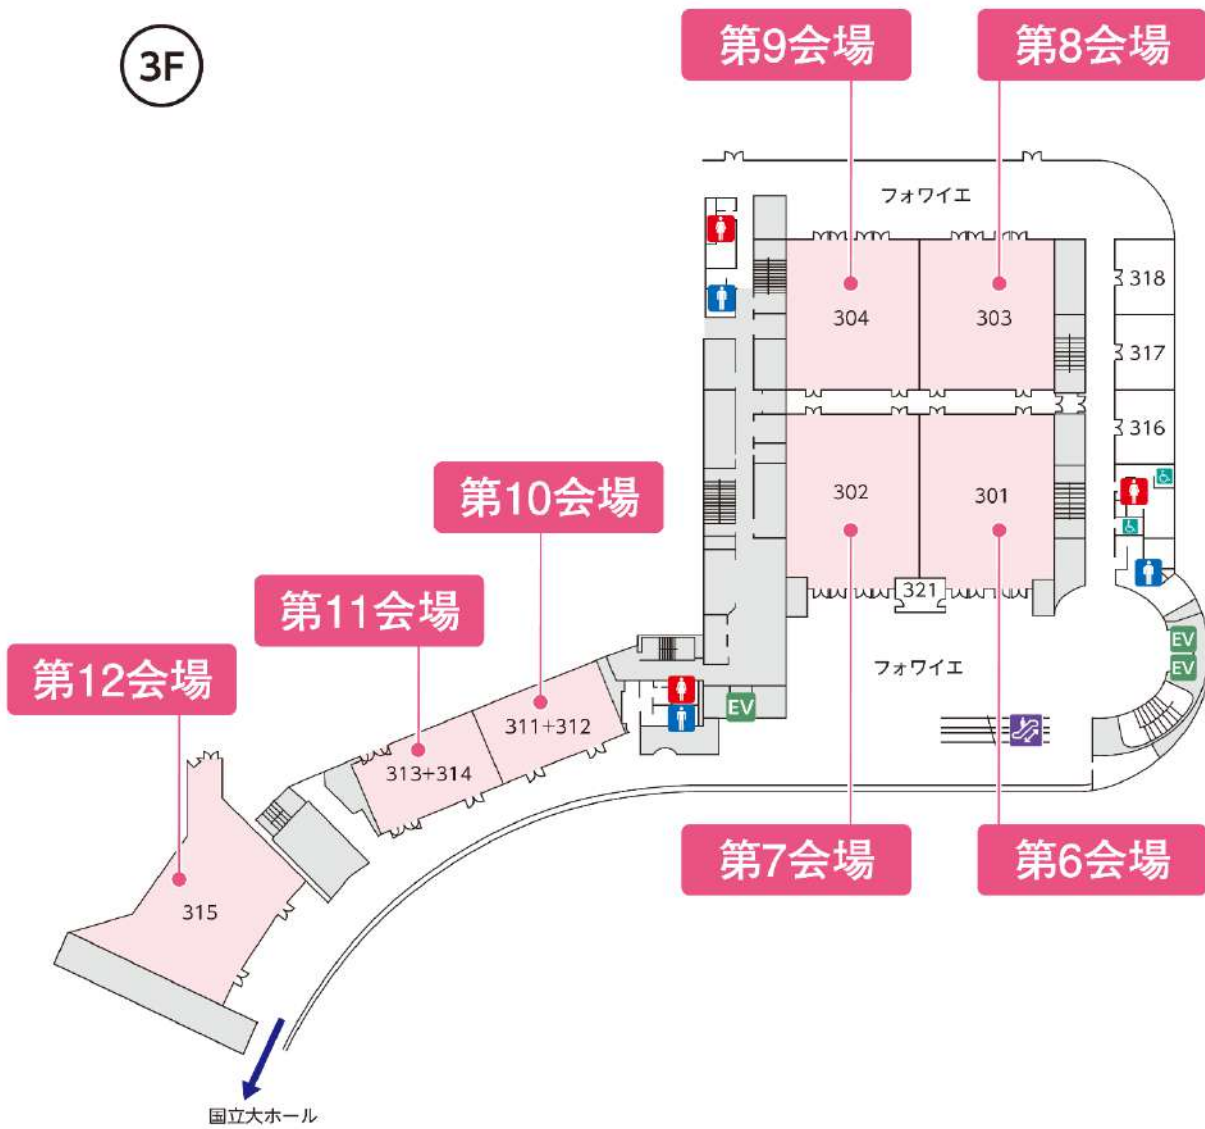 3F
第9会場
第8会場
フォワイエ
304
303
318
317
316
第10会場
302
301
321
第11会場
フォワイエ
EV
EV
第12会場
EV
311+312
313+314
第7会場
第6会場
315
国立大ホール